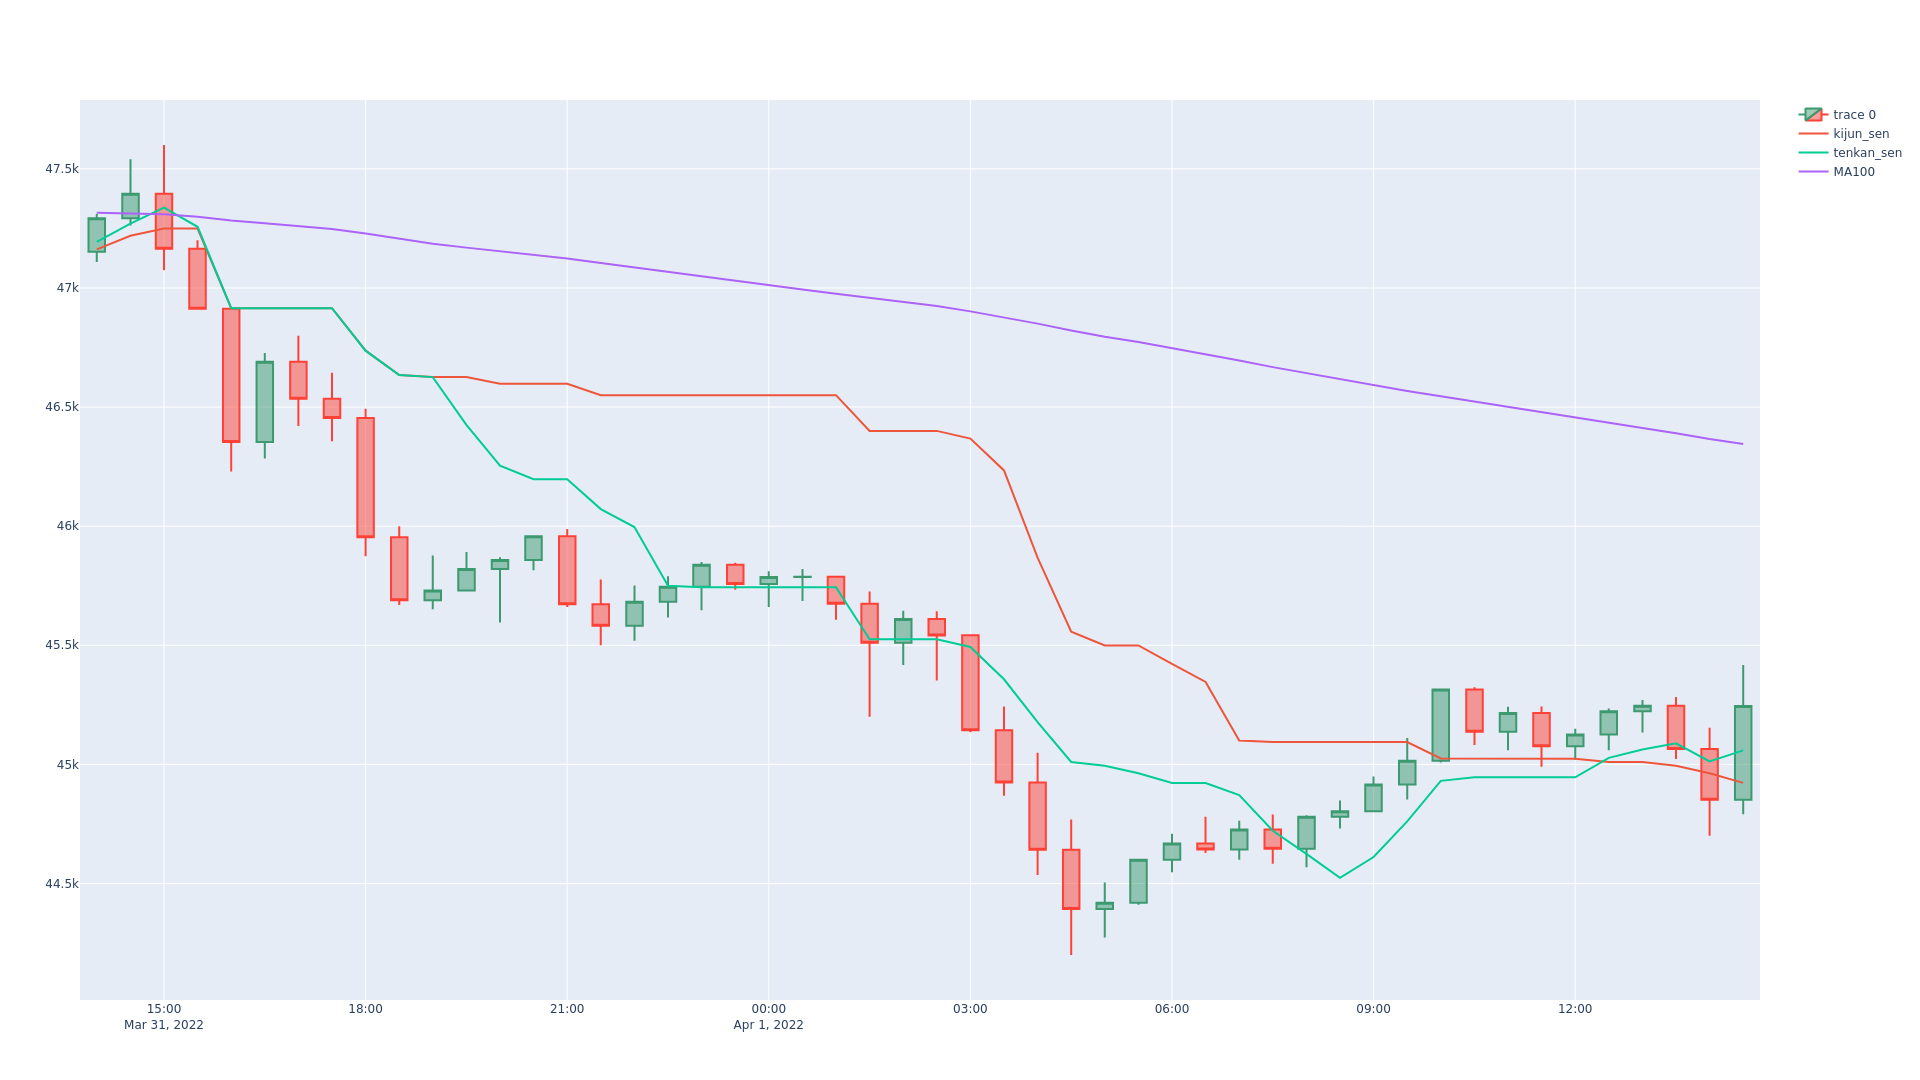 trace 0
kijun_sen
tenkan_sen
MA100
47.5k
47k
46.5k
46k
45.5k
45k
44.5k
15:00 18:00 21:00 00:00 03:00 06:00 09:00 12:00
Mar 31, 2022 Apr 1, 2022